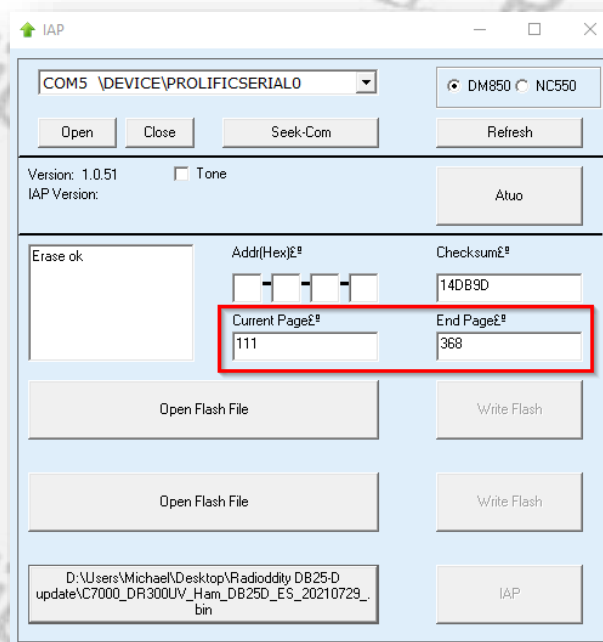 IAP
COM5 \DEVICE\PROLIFICSERIAL0
DM850 NC550
Open Close Seek-Com Refresh
Version: 1.0.51 Tone
IAP Version:
Atuo
Erase ok
Addr(Hex)£º Checksum£º
14DB9D
Current Page£º End Page£º
111 368
Open Flash File Write Flash
Open Flash File Write Flash
D:\Users\Michael\Desktop\Radioddity DB25-D
update\C7000_DR300UV_Ham_DB25D_ES_20210729_.
bin
IAP